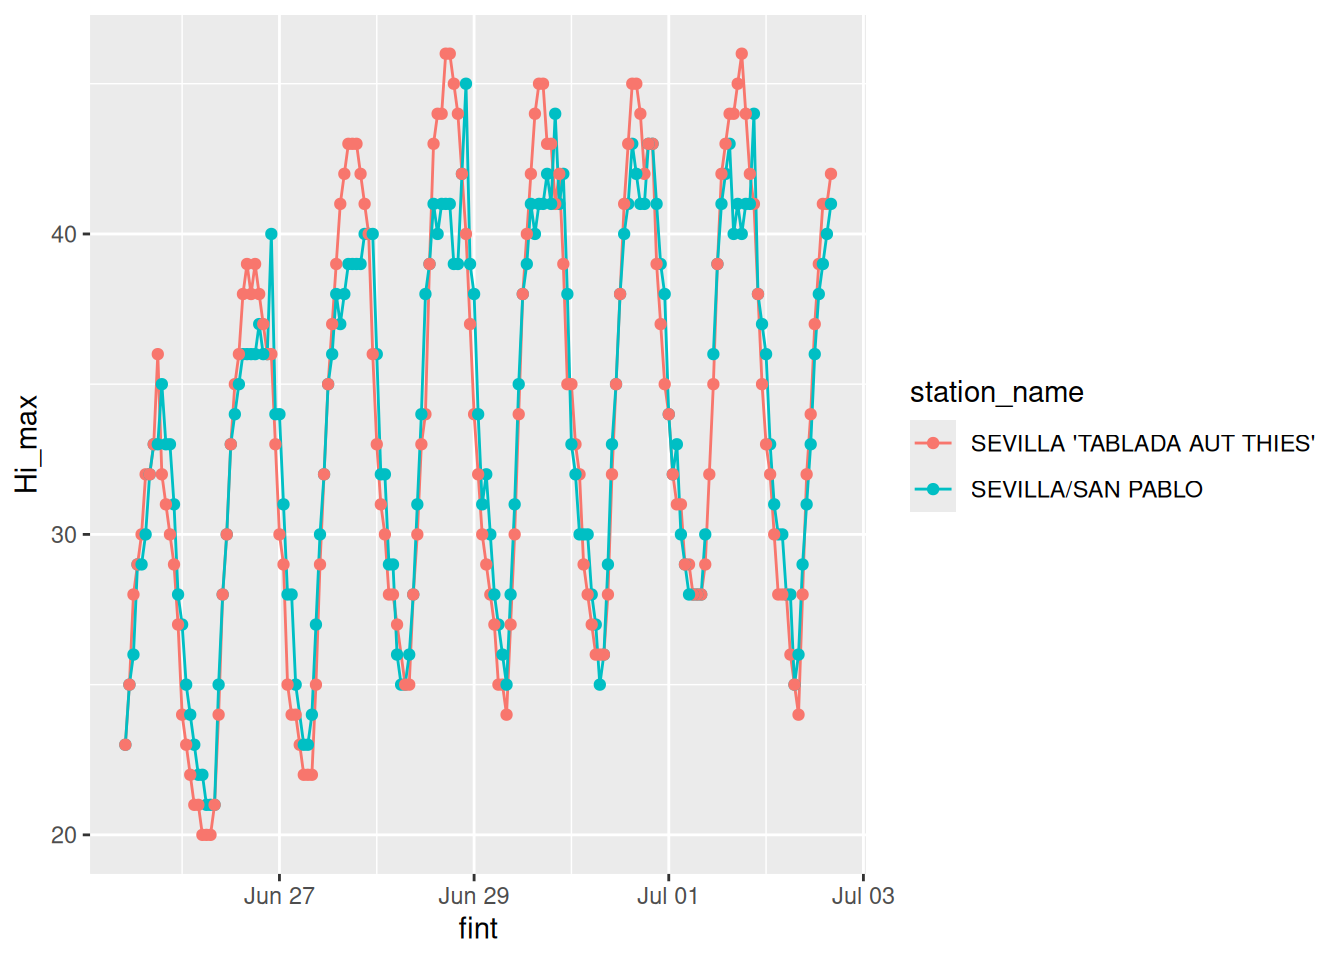 Hi_max
40
30
20
Jun 27
Jun 29
Jul 01
Jul 03
fint
station_name
SEVILLA 'TABLADA AUT THIES'
SEVILLA/SAN PABLO